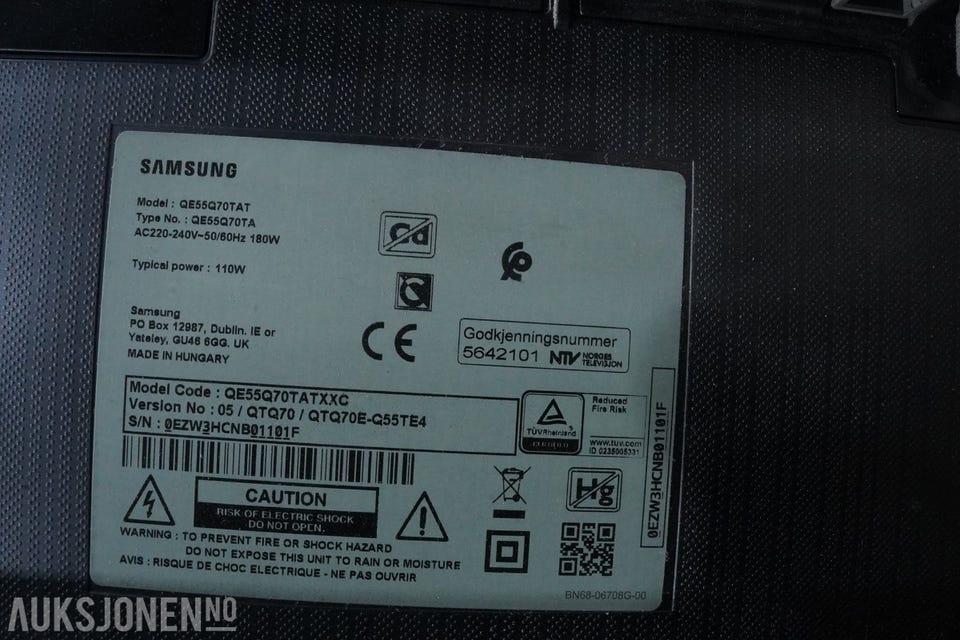 SAMSUNG
Model : QE55Q70TAT
Type No. : QE55Q70TA
AC220-240V~50/60Hz 180W
Typical power : 110W
Samsung
PO Box 12987, Dublin. IE or
Yateley, GU46 6GG. UK
MADE IN HUNGARY
Cd
CE
Godkjenningsnummer
5642101 NTV NORGES TELEVISJON
Model Code : QE55Q70TATXXC
Version No : 05 / QTQ70 / QTQ70E-Q55TE4
S/N : 0EZW3HCNB01101F
TÜVRheinland
CERTIFIED
Reduced
Fire Risk
www.tuv.com
ID 0235005331
0EZW3HCNB01101F
CAUTION
RISK OF ELECTRIC SHOCK
DO NOT OPEN.
Hg
WARNING : TO PREVENT FIRE OR SHOCK HAZARD
DO NOT EXPOSE THIS UNIT TO RAIN OR MOISTURE
AVIS : RISQUE DE CHOC ELECTRIQUE - NE PAS OUVRIR
BN68-06708G-00
AUKSJONEN NO